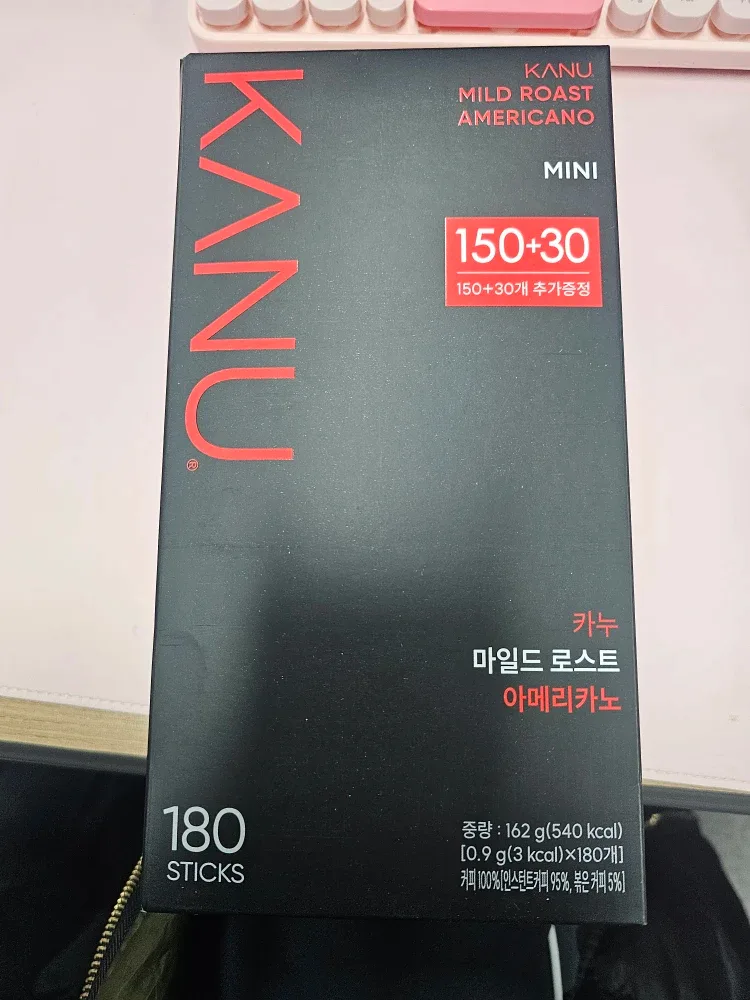 KANU®
KANU
MILD ROAST
AMERICANO
MINI
150+30
150+30개 추가증정
카누
마일드 로스트
아메리카노
180
STICKS
중량 : 162 g(540 kcal)
[0.9 g(3 kcal)×180개]
커피 100%[인스턴트커피 95%, 볶은 커피 5%]